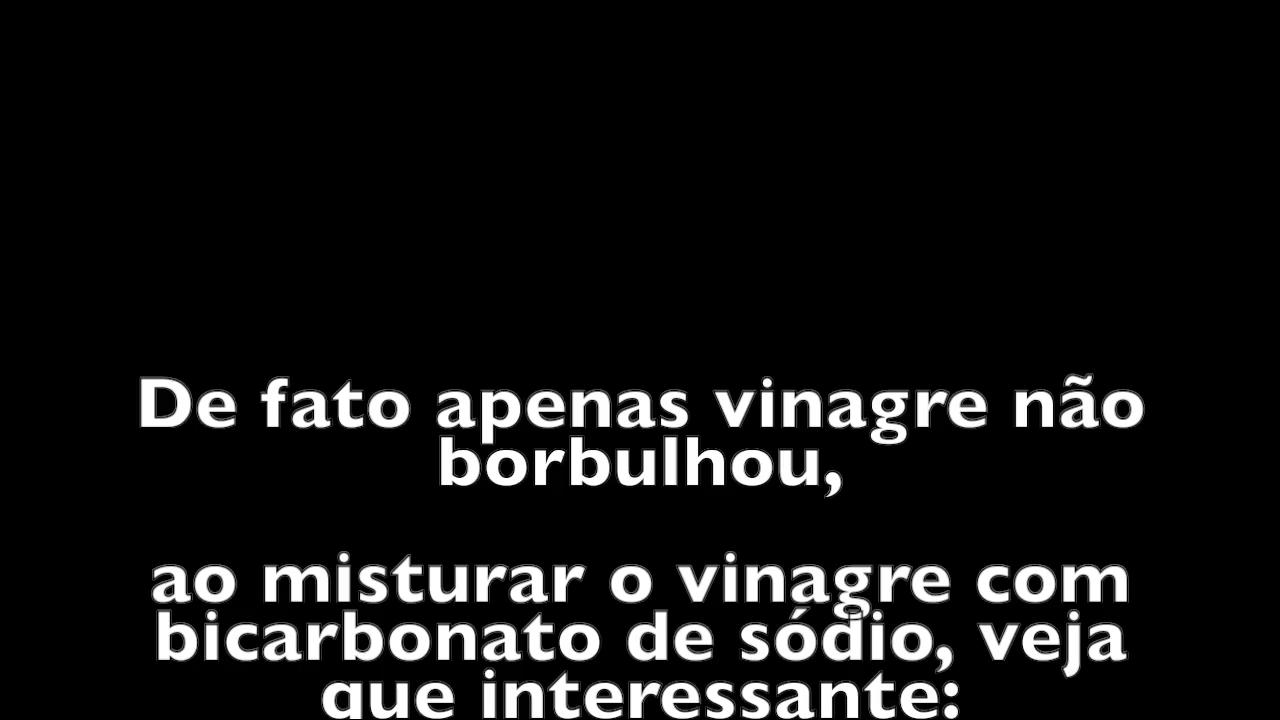 De fato apenas vinagre não
borbulhou,
ao misturar o vinagre com
bicarbonato de sódio, veja
que interessante: